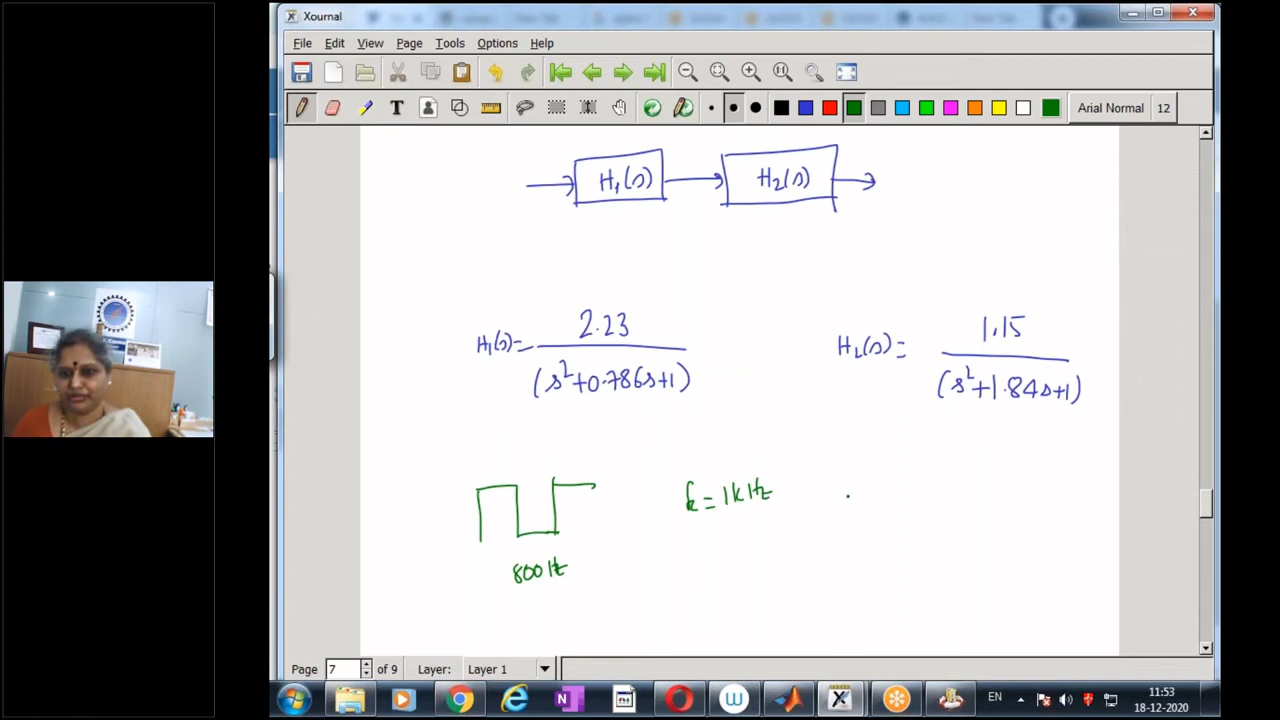 Xournal
File Edit View Page Tools Options Help
Arial Normal 12
H₁(s) H₂(s)
H₁(s)= 2.23 / (s²+0.786s+1)
H₂(s)= 1.15 / (s²+1.84s+1)
fc=1kHz
800Hz
Page 7 of 9 Layer: Layer 1
EN
11:53
18-12-2020